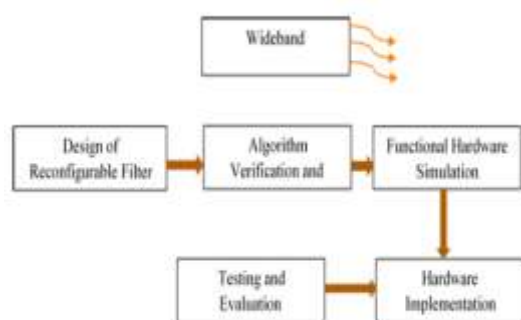 Wideband
Design of
Reconfigurable Filter
Algorithm
Verification and
Functional Hardware
Simulation
Testing and
Evaluation
Hardware
Implementation